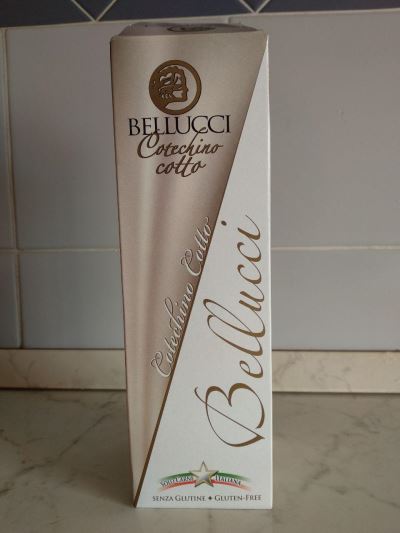 BELLUCCI
Cotechino
cotto
Cotechino Cotto
Bellucci
SOLO CARNI ITALIANE
SENZA GLUTINE ✦ GLUTEN-FREE